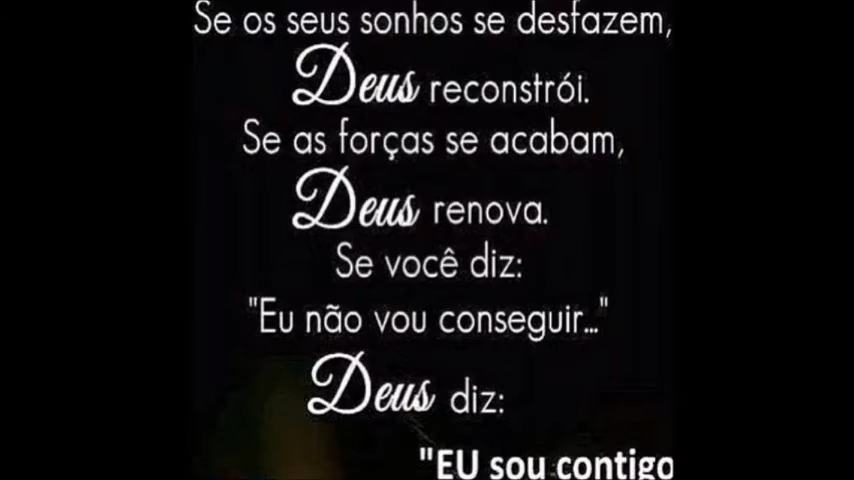 Se os seus sonhos se desfazem,
Deus reconstrói.
Se as forças se acabam,
Deus renova.
Se você diz:
"Eu não vou conseguir..."
Deus diz:
"EU sou contigo